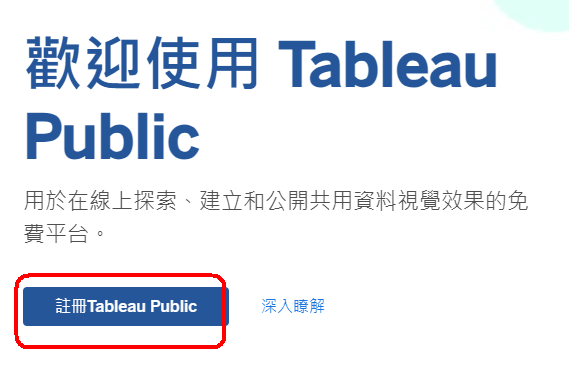 歡迎使用 Tableau
Public
用於在線上探索、建立和公開共用資料視覺效果的免
費平台。
註冊Tableau Public
深入瞭解